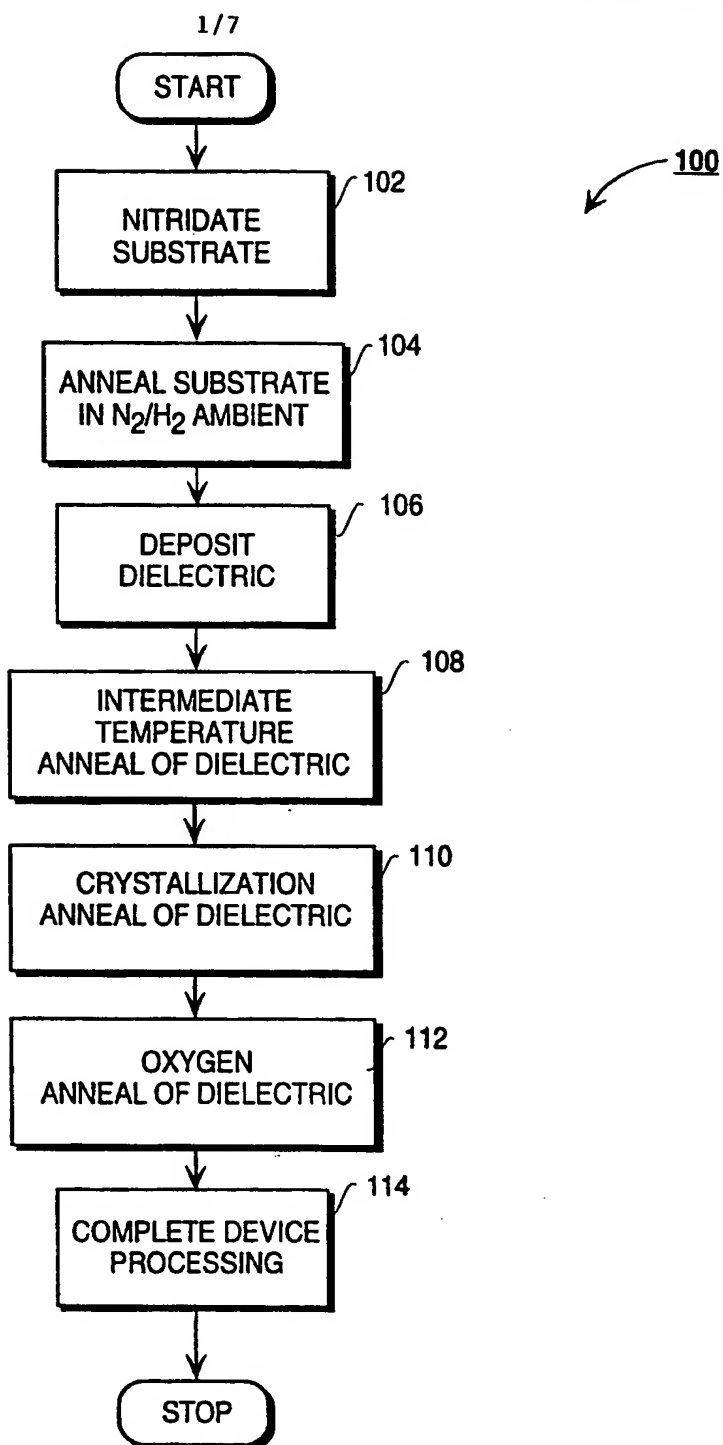 1/7
START
100
102
NITRIDATE
SUBSTRATE
104
ANNEAL SUBSTRATE
IN N2/H2 AMBIENT
106
DEPOSIT
DIELECTRIC
108
INTERMEDIATE
TEMPERATURE
ANNEAL OF DIELECTRIC
110
CRYSTALLIZATION
ANNEAL OF DIELECTRIC
112
OXYGEN
ANNEAL OF DIELECTRIC
114
COMPLETE DEVICE
PROCESSING
STOP